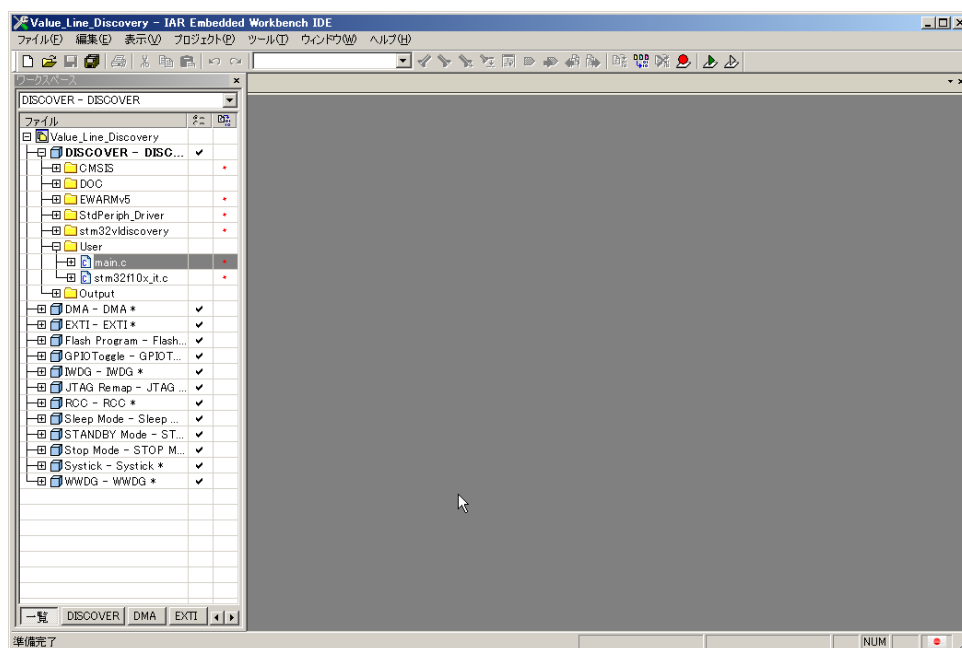 Value_Line_Discovery - IAR Embedded Workbench IDE
ファイル(F) 編集(E) 表示(V) プロジェクト(P) ツール(T) ウィンドウ(W) ヘルプ(H)
ワークスペース
DISCOVER - DISCOVER
ファイル
Value_Line_Discovery
DISCOVER - DISC...
CMSIS
DOC
EWARMv5
StdPeriph_Driver
stm32vldiscovery
User
main.c
stm32f10x_it.c
Output
DMA - DMA *
EXTI - EXTI *
Flash Program - Flash...
GPIOToggle - GPIOT...
IWDG - IWDG *
JTAG Remap - JTAG ...
RCC - RCC *
Sleep Mode - Sleep ...
STANDBY Mode - ST...
Stop Mode - STOP M...
Systick - Systick *
WWDG - WWDG *
一覧 DISCOVER DMA EXTI
準備完了 NUM